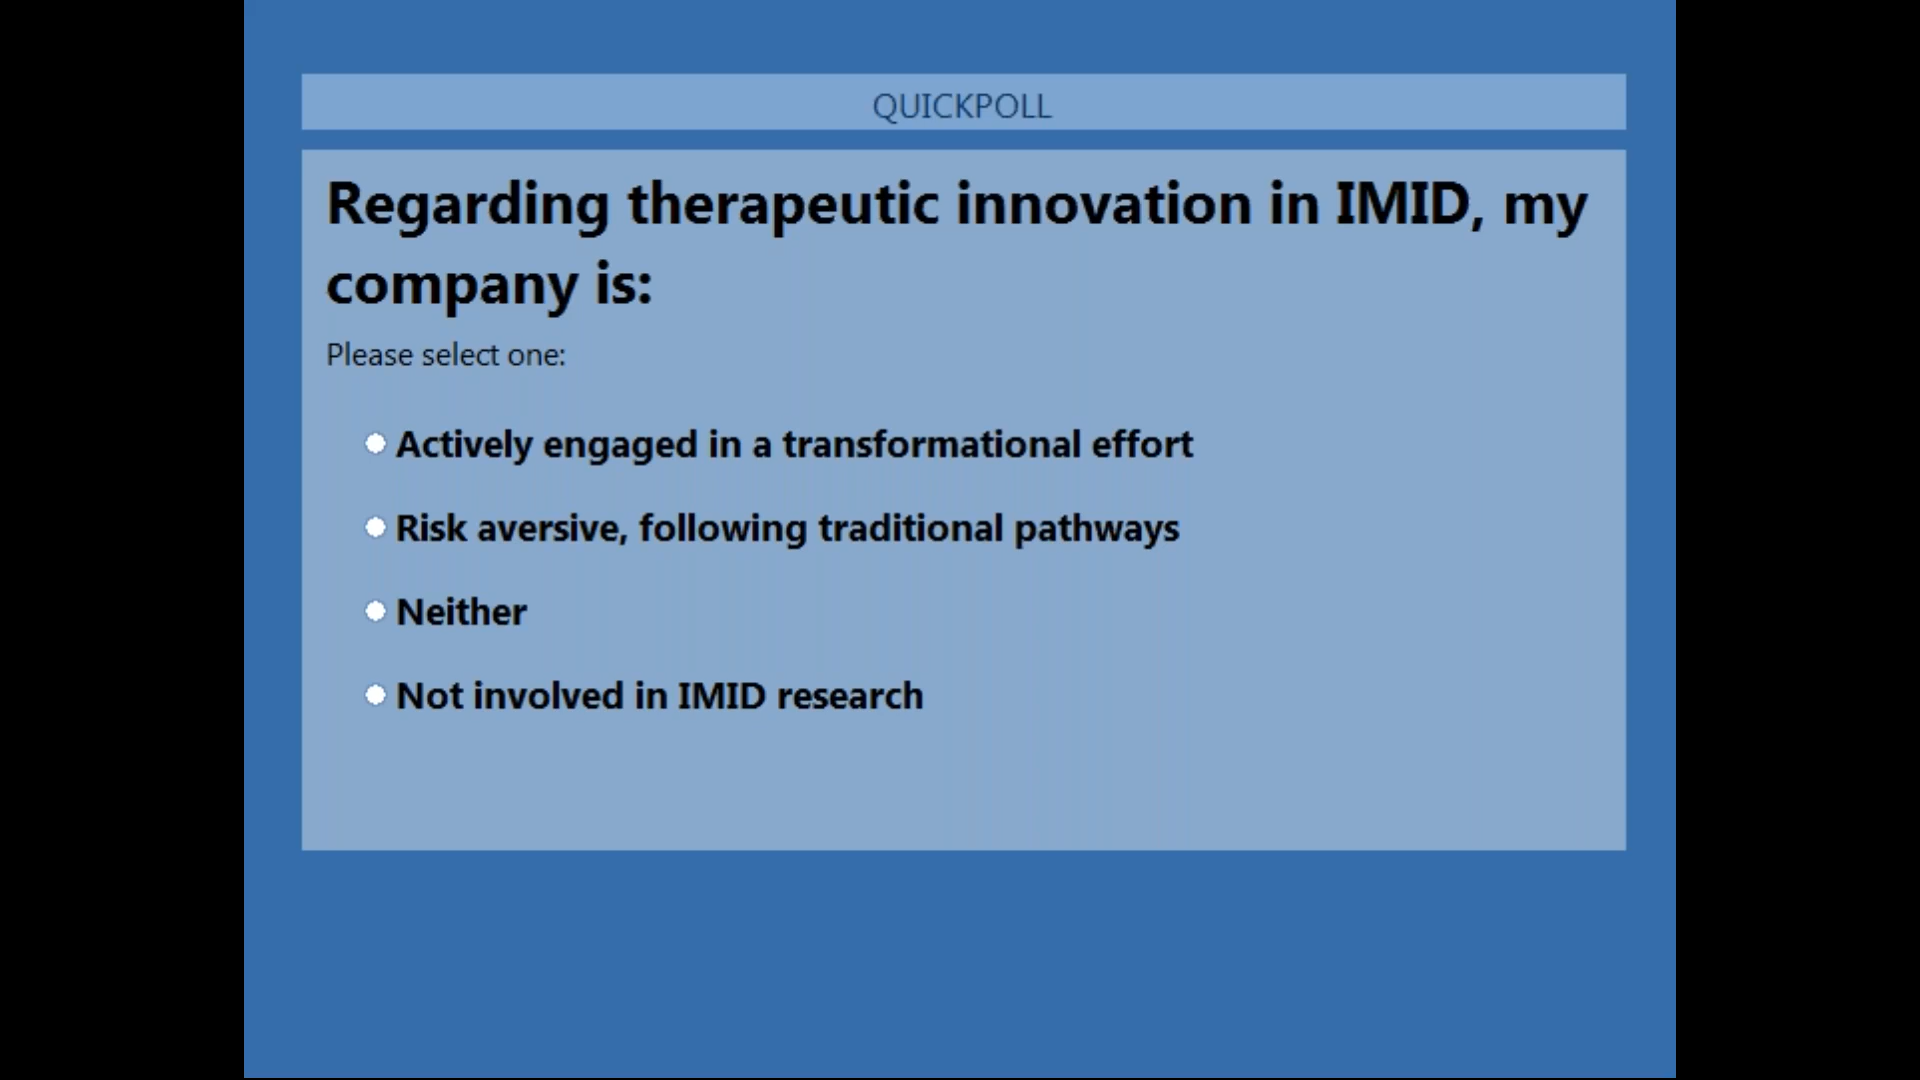 QUICKPOLL
Regarding therapeutic innovation in IMID, my
company is:
Please select one:
Actively engaged in a transformational effort
Risk aversive, following traditional pathways
Neither
Not involved in IMID research